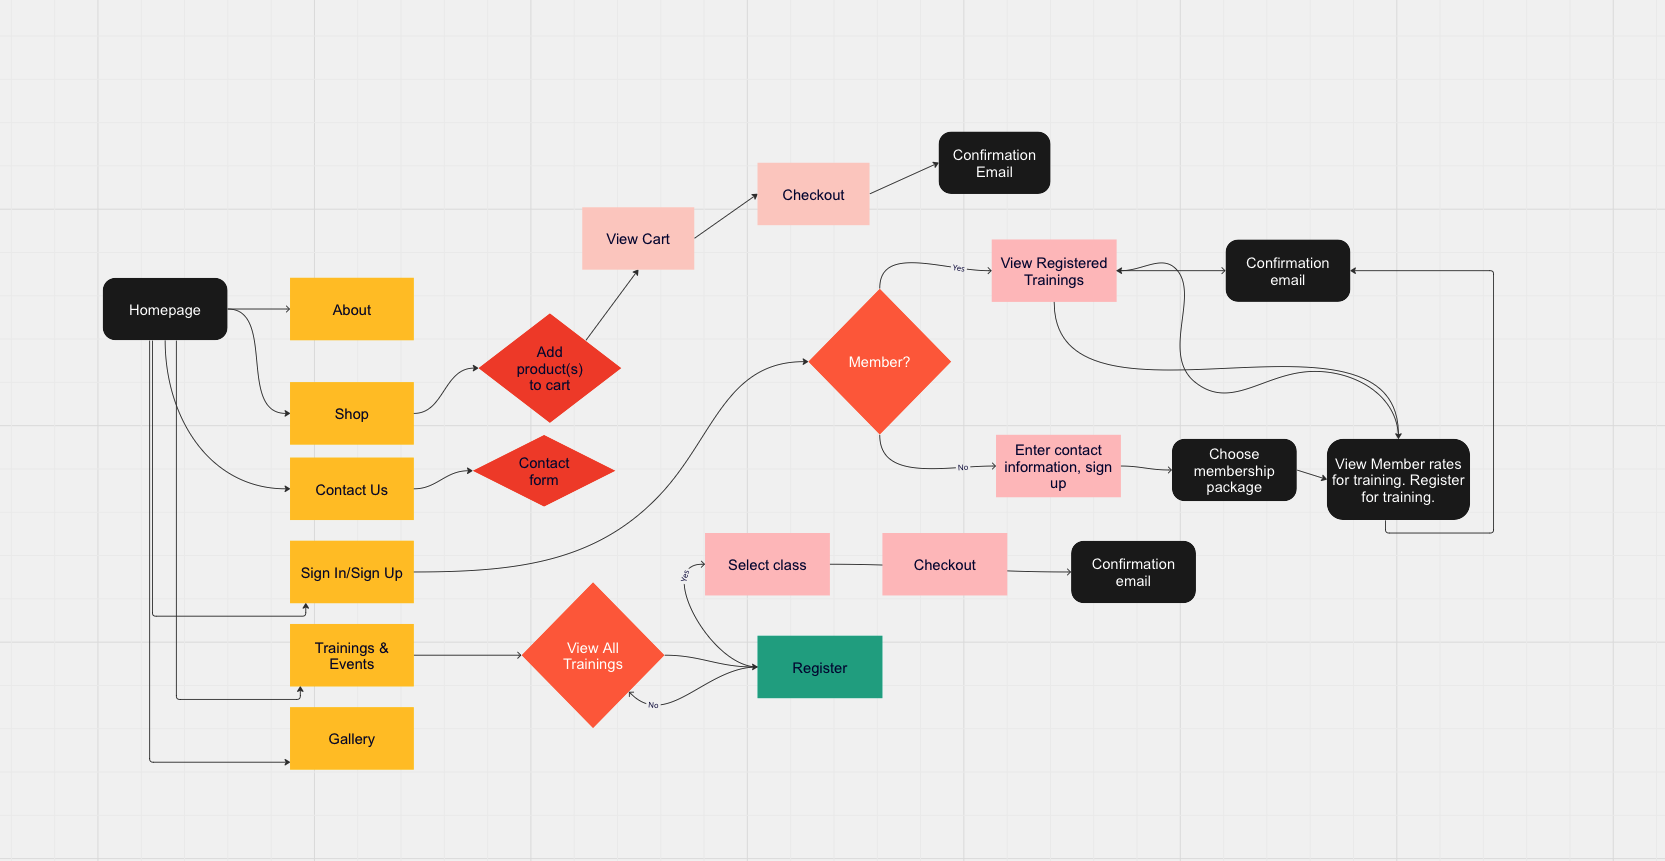 Confirmation
Email
Checkout
View Cart
View Registered
Trainings
Confirmation
email
Yes
Homepage
About
Add
product(s)
to cart
Member?
Shop
Contact
form
Contact Us
No
Enter contact
information, sign
up
Choose
membership
package
View Member rates
for training. Register
for training.
Sign In/Sign Up
Yes
Select class
Checkout
Confirmation
email
Trainings &
Events
View All
Trainings
Register
No
Gallery